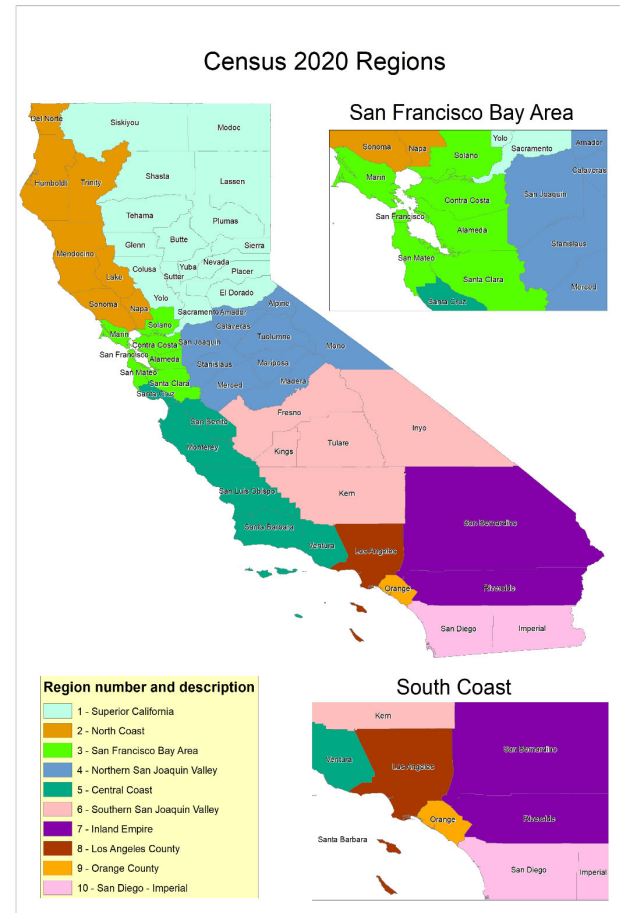 Census 2020 Regions
San Francisco Bay Area
Del Norte
Siskiyou
Modoc
Humboldt
Trinity
Shasta
Lassen
Tehama
Plumas
Mendocino
Glenn
Butte
Sierra
Colusa
Yuba
Nevada
Lake
Sutter
Placer
Sonoma
Napa
Yolo
El Dorado
Sacramento
Amador
Alpine
Solano
Marin
Calaveras
Contra Costa
San Joaquin
Tuolumne
Mono
San Francisco
Alameda
Stanislaus
Mariposa
San Mateo
Santa Clara
Merced
Madera
Santa Cruz
San Benito
Fresno
Monterey
Kings
Tulare
Inyo
San Luis Obispo
Kern
Santa Barbara
Ventura
Los Angeles
San Bernardino
Orange
Riverside
San Diego
Imperial
Yolo
Amador
Sonoma
Napa
Solano
Sacramento
Marin
Calaveras
Contra Costa
San Joaquin
San Francisco
Alameda
Stanislaus
San Mateo
Santa Clara
Merced
Santa Cruz
Region number and description
1 - Superior California
2 - North Coast
3 - San Francisco Bay Area
4 - Northern San Joaquin Valley
5 - Central Coast
6 - Southern San Joaquin Valley
7 - Inland Empire
8 - Los Angeles County
9 - Orange County
10 - San Diego - Imperial
South Coast
Kern
San Bernardino
Ventura
Los Angeles
Orange
Riverside
Santa Barbara
San Diego
Imperial